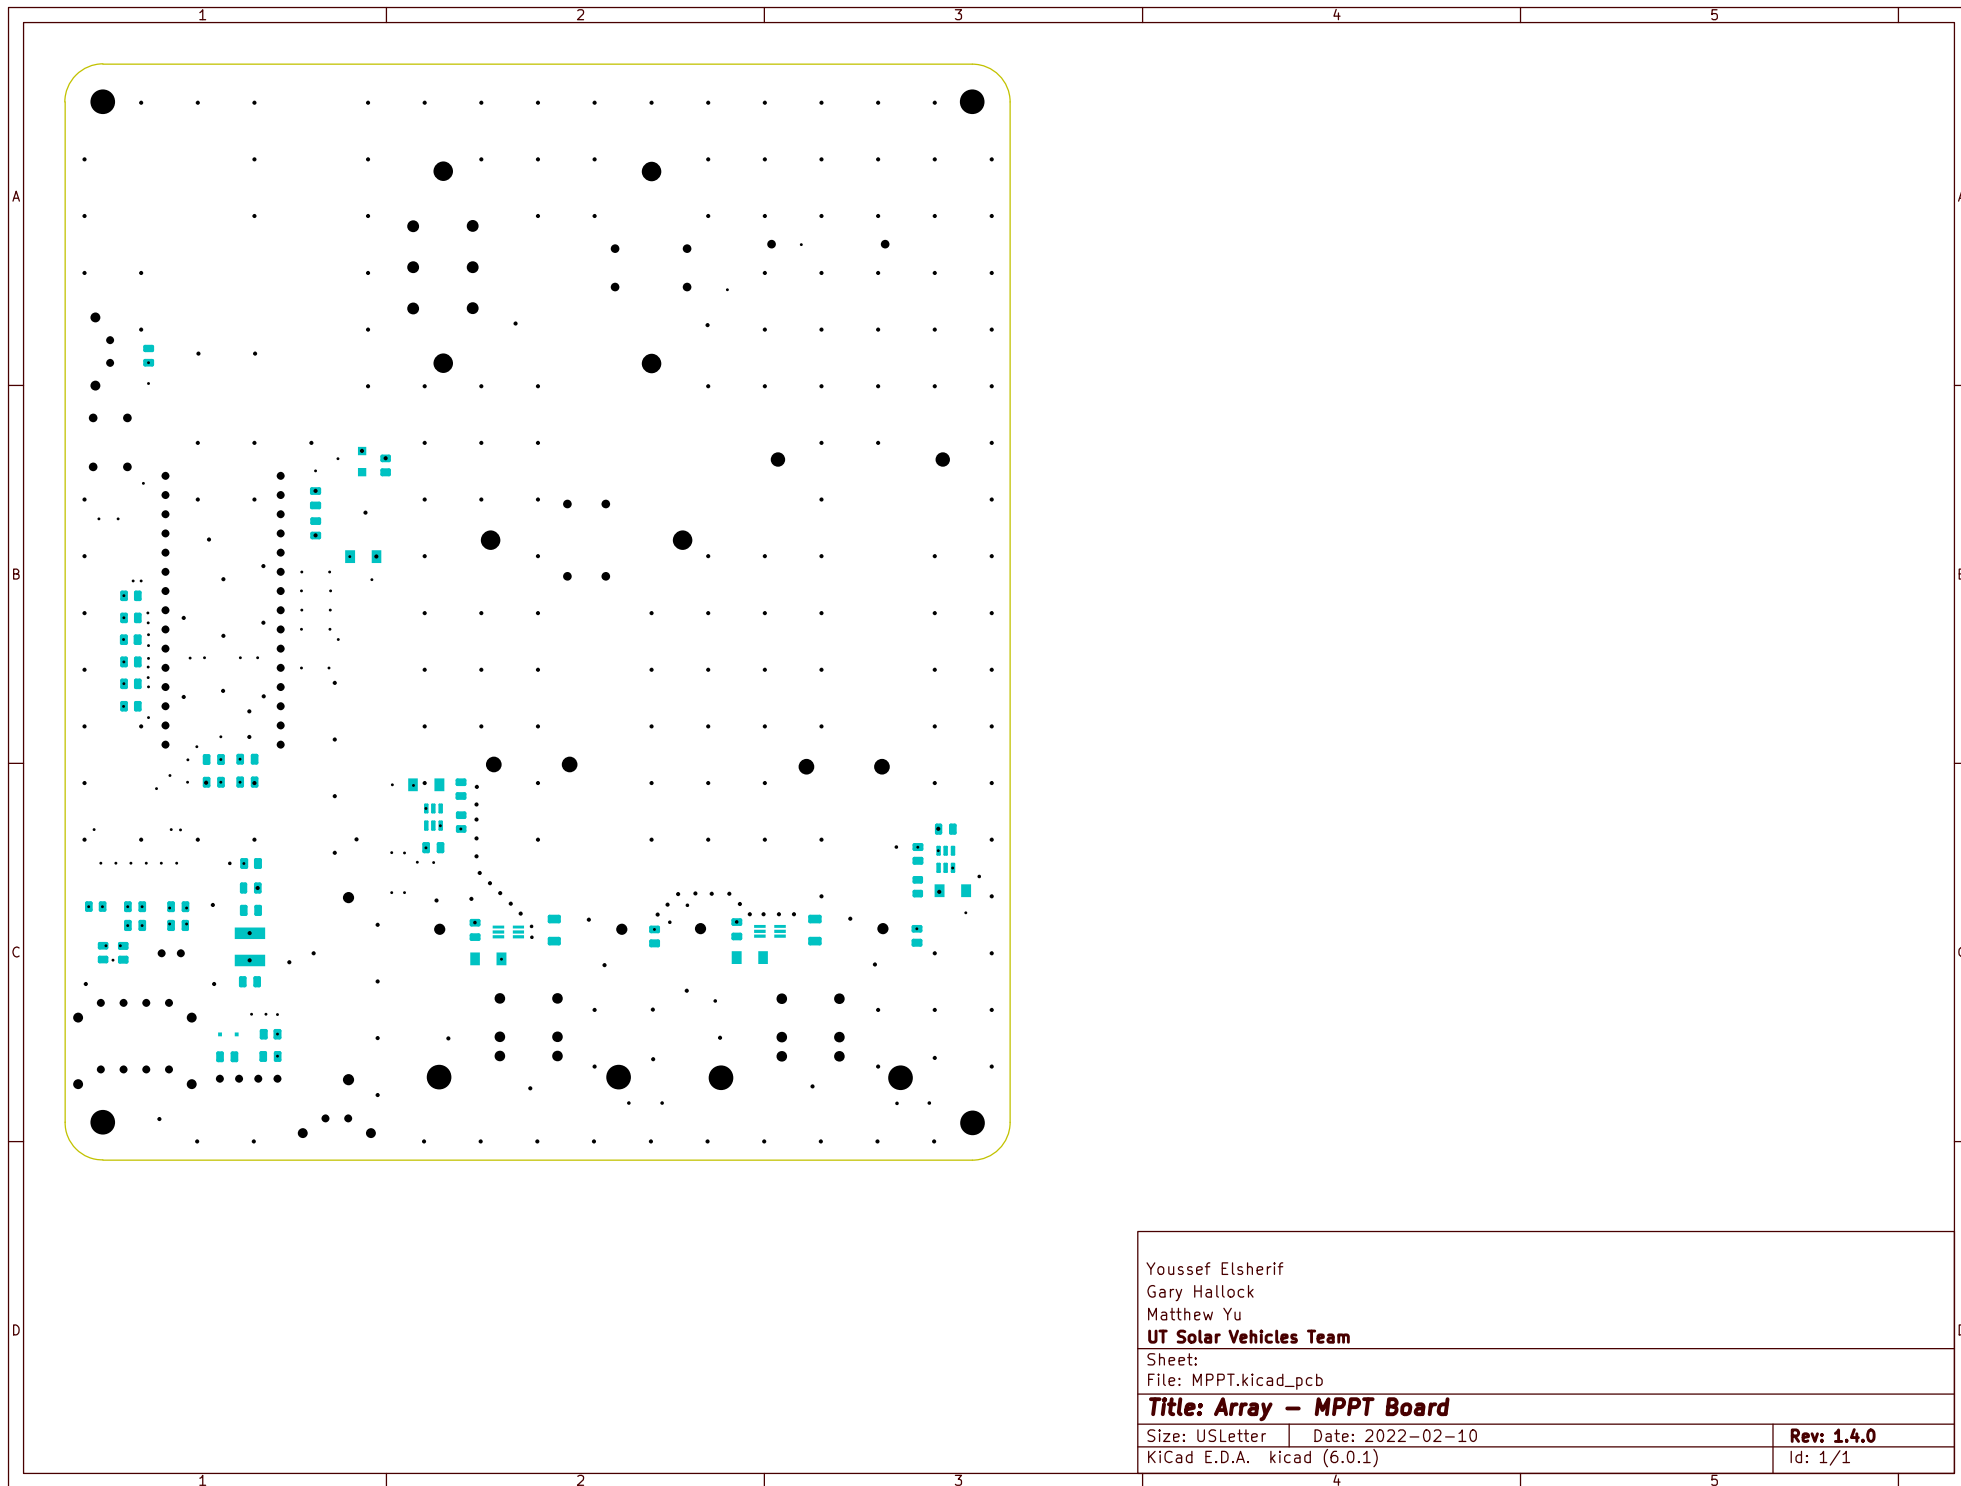 1 2 3 4 5
A A
B B
C C
D D
Youssef Elsherif
Gary Hallock
Matthew Yu
UT Solar Vehicles Team
Sheet:
File: MPPT.kicad_pcb
Title: Array – MPPT Board
Size: USLetter Date: 2022–02–10 Rev: 1.4.0
KiCad E.D.A. kicad (6.0.1) Id: 1/1
1 2 3 4 5